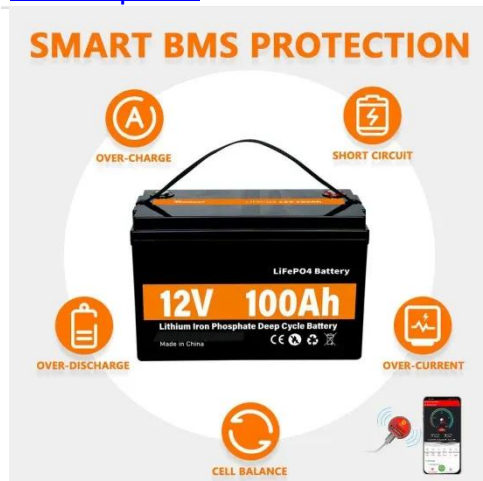 SMART BMS PROTECTION
OVER-CHARGE
SHORT CIRCUIT
LiFePO4 Battery
12V 100Ah
Lithium Iron Phosphate Deep Cycle Battery
Made in China
CE
OVER-DISCHARGE
OVER-CURRENT
CELL BALANCE